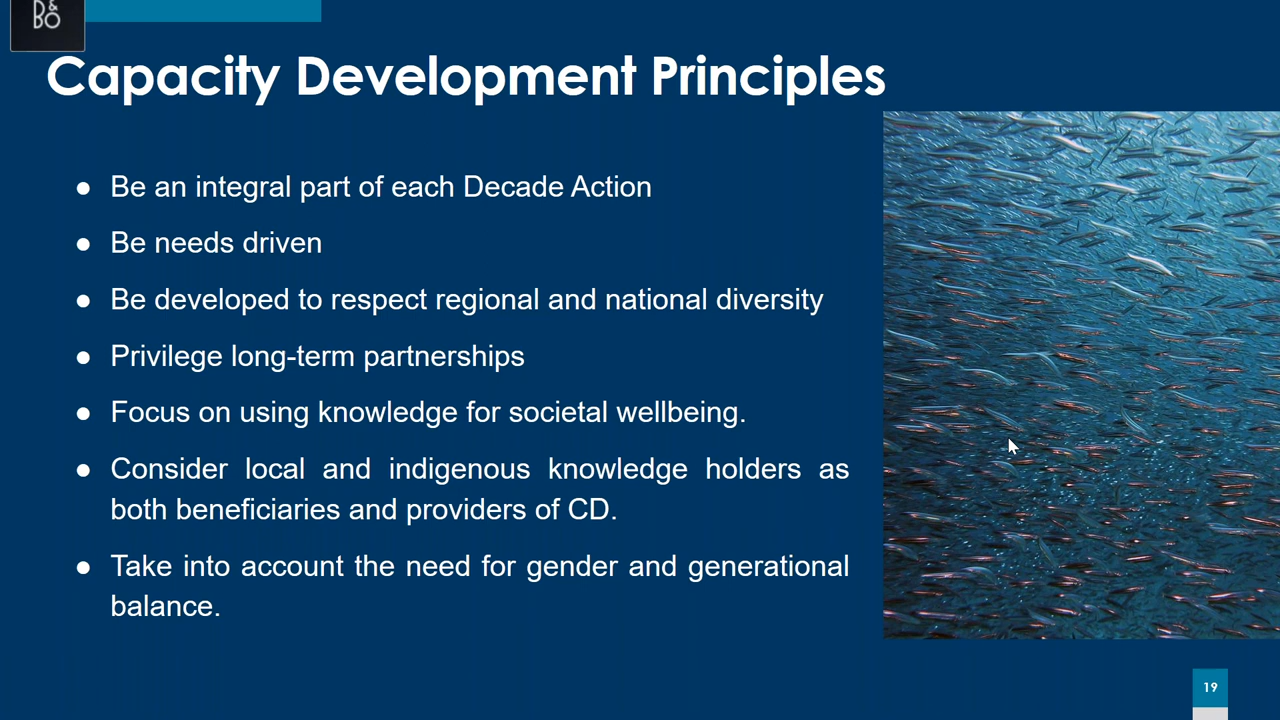 B&
BO
Capacity Development Principles
● Be an integral part of each Decade Action
● Be needs driven
● Be developed to respect regional and national diversity
● Privilege long-term partnerships
● Focus on using knowledge for societal wellbeing.
● Consider local and indigenous knowledge holders as
both beneficiaries and providers of CD.
● Take into account the need for gender and generational
balance.
19